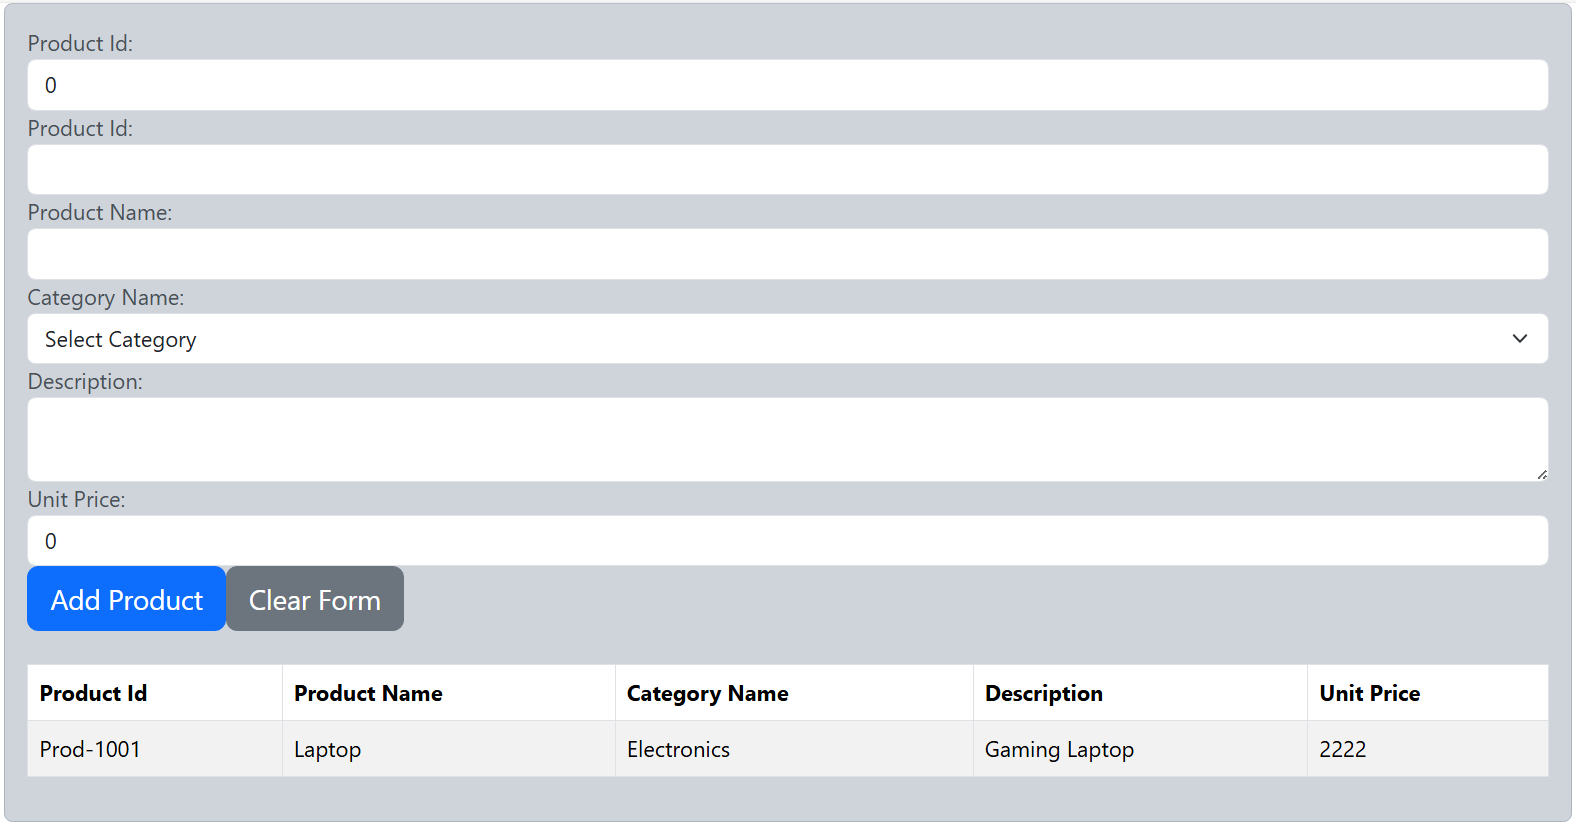 Product Id:
0
Product Id:
Product Name:
Category Name:
Select Category
Description:
Unit Price:
0
Add Product Clear Form
Product Id Product Name Category Name Description Unit Price
Prod-1001 Laptop Electronics Gaming Laptop 2222